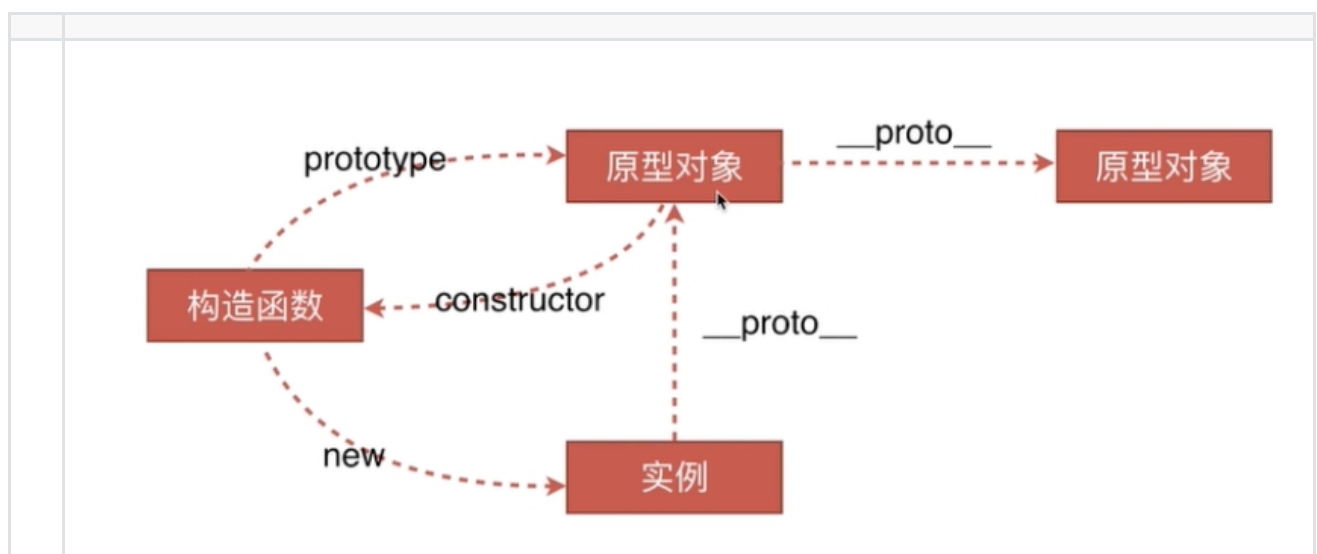 prototype
原型对象
__proto__
原型对象
构造函数
constructor
__proto__
new
实例